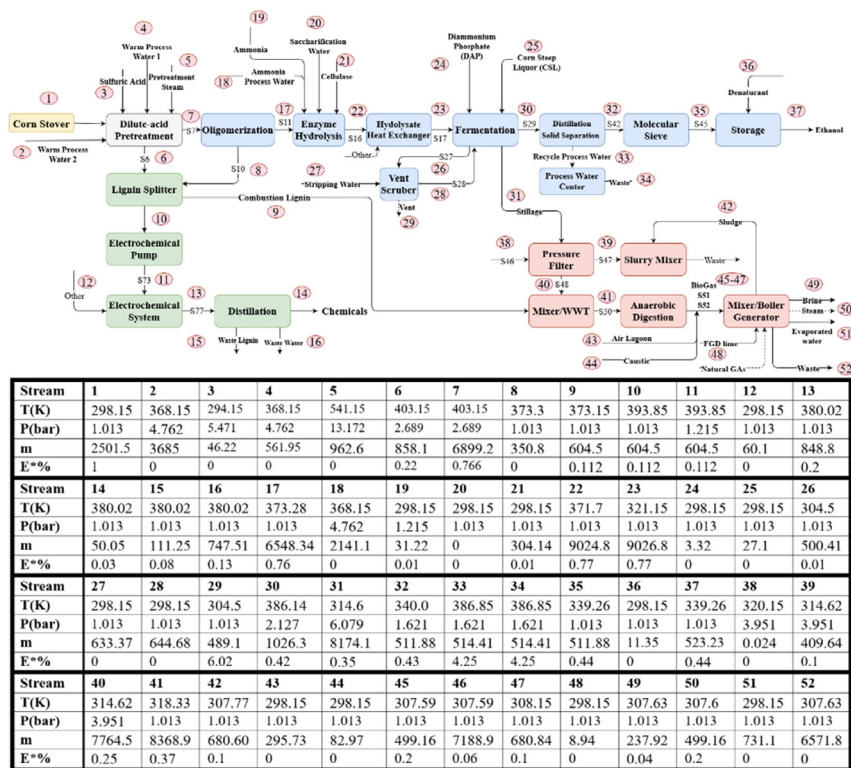 19
20
4
Saccharification
Water
21
Diammonium
Phosphate
(DAP)
25
Corn Steep
Liquor (CSL)
36
Denaturant
Warm Process
Water 1
5
Pretreatment
Steam
Sulfuric Acid
3
Ammonia
Ammonia
Process Water
18
Cellulase
24
1
Corn Stover
Dilute-acid
Pretreatment
7
S7
Oligomerization
17
S11
Enzyme
Hydrolysis
22
S16
Hydolysate
Heat Exchanger
23
S17
Fermentation
30
S29
Distillation
Solid Separation
32
S42
Molecular
Sieve
35
S45
Storage
37
Ethanol
2
Warm Process
Water 2
S6
6
S10
8
Other
S27
26
Recycle Process Water
33
27
Stripping Water
Vent
Scruber
S28
28
Vent
29
Process Water
Center
Waste
34
Lignin Splitter
Combustion Lignin
9
31
Stillage
42
Sludge
10
Electrochemical
Pump
38
S46
Pressure
Filter
39
S47
Slurry Mixer
Waste
S73
11
12
Other
Electrochemical
System
13
S77
Distillation
14
Chemicals
40
S48
Mixer/WWT
41
S50
Anaerobic
Digestion
BioGas
S51
S52
45-47
Mixer/Boiler
Generator
49
Brine
Steam
50
Evaporated
water
51
15
Waste Lignin
Waste Water
16
43
Air Lagoon
44
Caustic
FGD lime
48
Natural GAs
Waste
52
Stream 1 2 3 4 5 6 7 8 9 10 11 12 13
T(K) 298.15 368.15 294.15 368.15 541.15 403.15 403.15 373.3 373.15 393.85 393.85 298.15 380.02
P(bar) 1.013 4.762 5.471 4.762 13.172 2.689 2.689 1.013 1.013 1.013 1.215 1.013 1.013
m 2501.5 3685 46.22 561.95 962.6 858.1 6899.2 350.8 604.5 604.5 604.5 60.1 848.8
E*% 1 0 0 0 0 0.22 0.766 0 0.112 0.112 0.112 0 0.2
Stream 14 15 16 17 18 19 20 21 22 23 24 25 26
T(K) 380.02 380.02 380.02 373.28 368.15 298.15 298.15 298.15 371.7 321.15 298.15 298.15 304.5
P(bar) 1.013 1.013 1.013 1.013 4.762 1.215 1.013 1.013 1.013 1.013 1.013 1.013 1.013
m 50.05 111.25 747.51 6548.34 2141.1 31.22 0 304.14 9024.8 9026.8 3.32 27.1 500.41
E*% 0.03 0.08 0.13 0.76 0 0.01 0 0.01 0.77 0.77 0 0 0.01
Stream 27 28 29 30 31 32 33 34 35 36 37 38 39
T(K) 298.15 298.15 304.5 386.14 314.6 340.0 386.85 386.85 339.26 298.15 339.26 320.15 314.62
P(bar) 1.013 1.013 1.013 2.127 6.079 1.621 1.621 1.621 1.013 1.013 1.013 3.951 3.951
m 633.37 644.68 489.1 1026.3 8174.1 511.88 514.41 514.41 511.88 11.35 523.23 0.024 409.64
E*% 0 0 6.02 0.42 0.35 0.43 4.25 4.25 0.44 0 0.44 0 0.1
Stream 40 41 42 43 44 45 46 47 48 49 50 51 52
T(K) 314.62 318.33 307.77 298.15 298.15 307.59 307.59 308.15 298.15 307.63 307.6 298.15 307.63
P(bar) 3.951 1.013 1.013 1.013 1.013 1.013 1.013 1.013 1.013 1.013 1.013 1.013 1.013
m 7764.5 8368.9 680.60 295.73 82.97 499.16 7188.9 680.84 8.94 237.92 499.16 731.1 6571.8
E*% 0.25 0.37 0.1 0 0 0.2 0.06 0.1 0 0.04 0.2 0 0